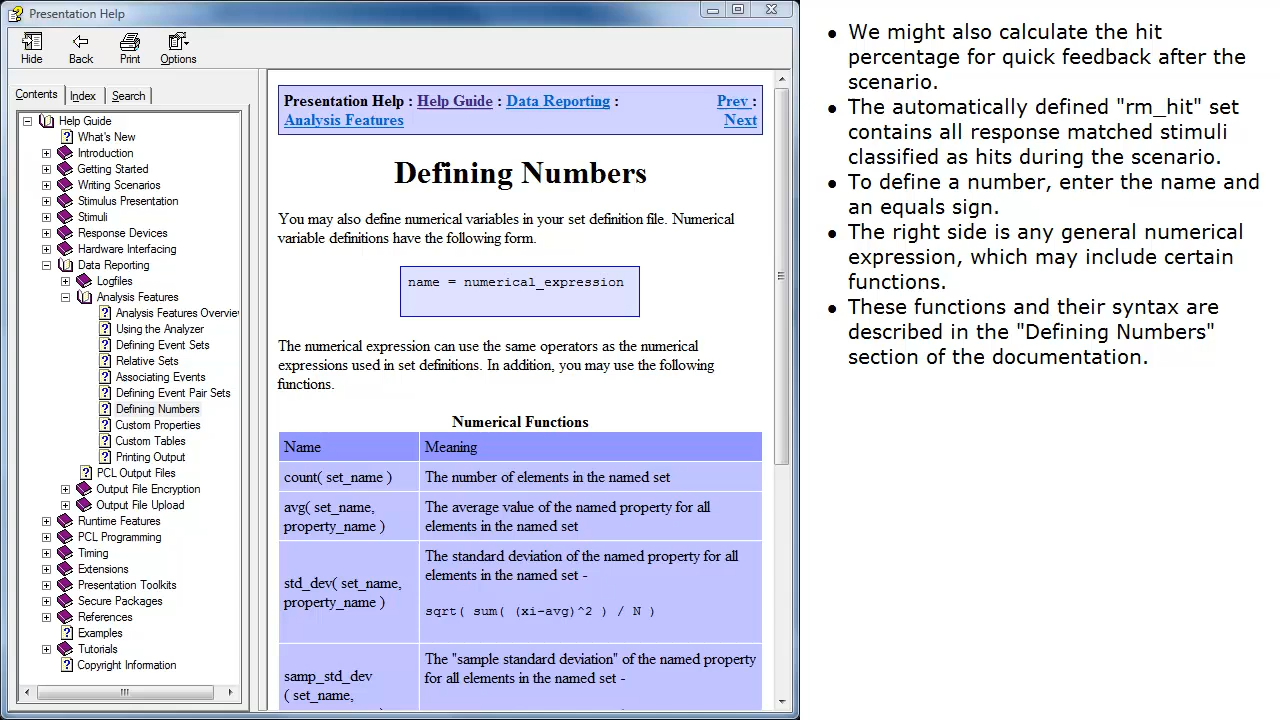 Presentation Help
Hide
Back
Print
Options
Contents
Index
Search
Help Guide
What's New
Introduction
Getting Started
Writing Scenarios
Stimulus Presentation
Stimuli
Response Devices
Hardware Interfacing
Data Reporting
Logfiles
Analysis Features
Analysis Features Overvie
Using the Analyzer
Defining Event Sets
Relative Sets
Associating Events
Defining Event Pair Sets
Defining Numbers
Custom Properties
Custom Tables
Printing Output
PCL Output Files
Output File Encryption
Output File Upload
Runtime Features
PCL Programming
Timing
Extensions
Presentation Toolkits
Secure Packages
References
Examples
Tutorials
Copyright Information
Presentation Help : Help Guide : Data Reporting :
Analysis Features
Prev :
Next
Defining Numbers
You may also define numerical variables in your set definition file. Numerical
variable definitions have the following form.
name = numerical_expression
The numerical expression can use the same operators as the numerical
expressions used in set definitions. In addition, you may use the following
functions.
Numerical Functions
Name
Meaning
count( set_name )
The number of elements in the named set
avg( set_name,
property_name )
The average value of the named property for all
elements in the named set
std_dev( set_name,
property_name )
The standard deviation of the named property for all
elements in the named set -
sqrt( sum( (xi-avg)^2 ) / N )
samp_std_dev
( set_name,
The "sample standard deviation" of the named property
for all elements in the named set -
• We might also calculate the hit
percentage for quick feedback after the
scenario.
• The automatically defined "rm_hit" set
contains all response matched stimuli
classified as hits during the scenario.
• To define a number, enter the name and
an equals sign.
• The right side is any general numerical
expression, which may include certain
functions.
• These functions and their syntax are
described in the "Defining Numbers"
section of the documentation.